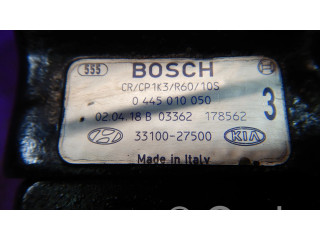 555 BOSCH
CR/CP1K3/R60/10S
0 445 010 050
02.04.18 B 03362 178562 3
33100-27500 KIA
Made in Italy